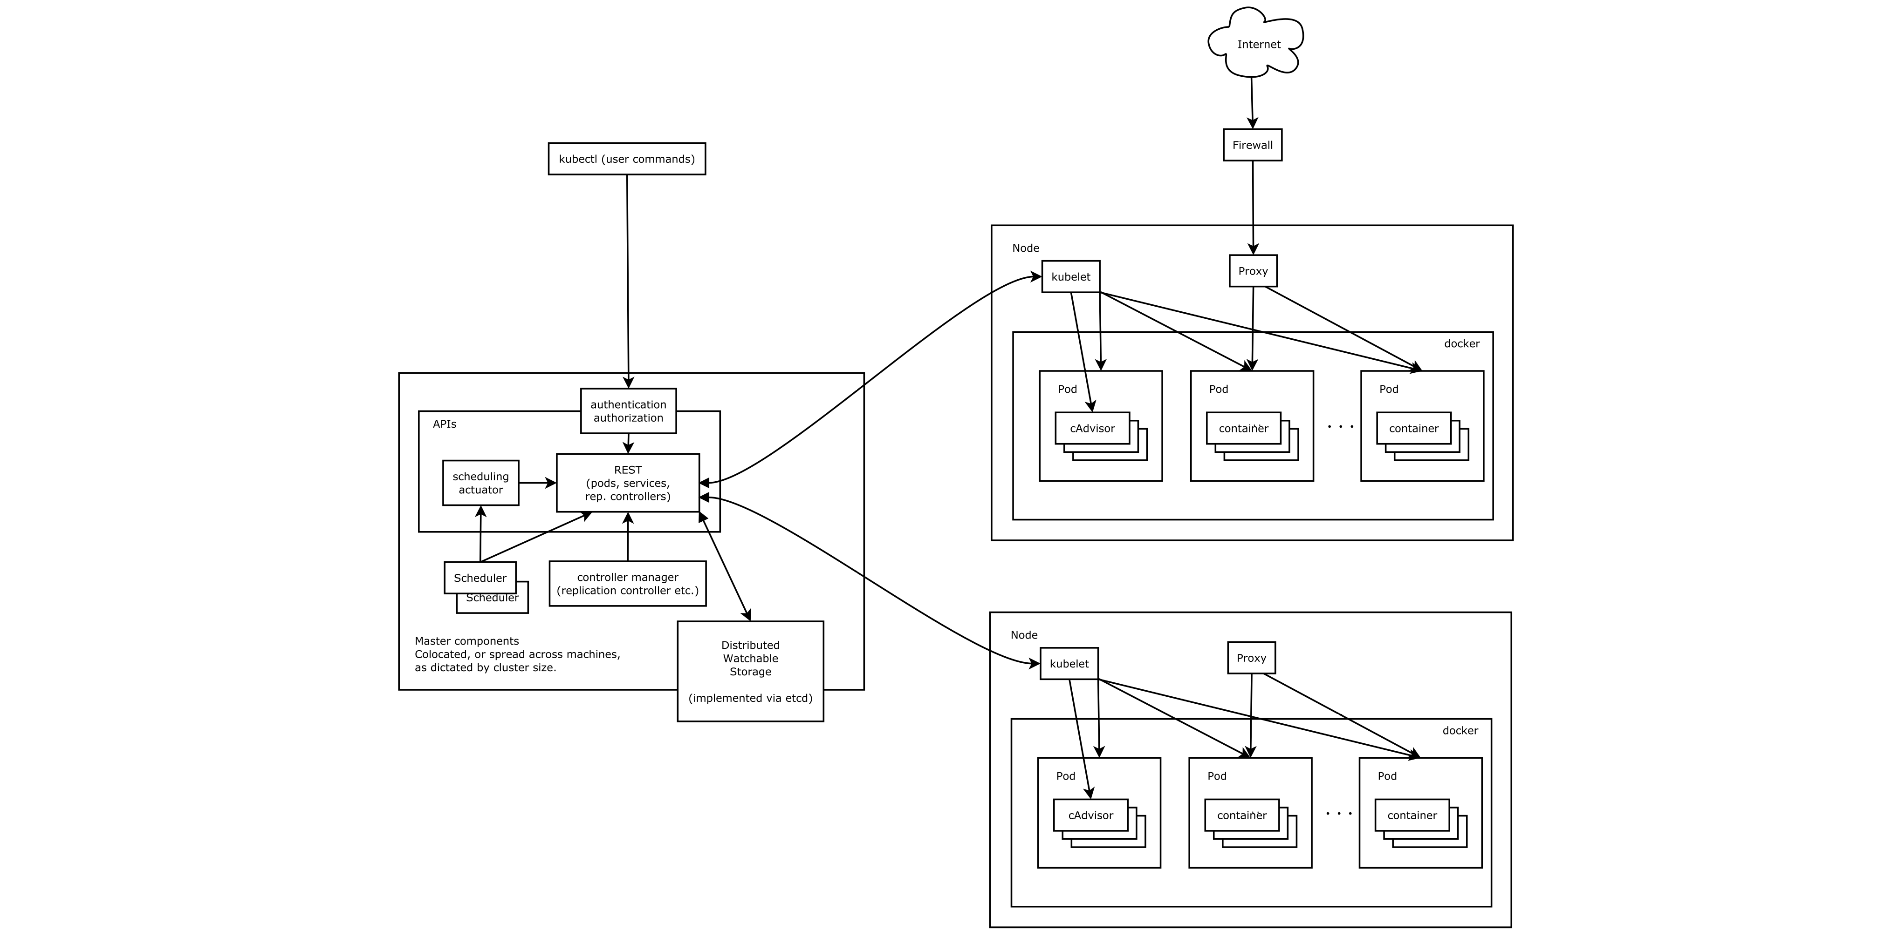 Internet
Firewall
kubectl (user commands)
authentication
authorization
APIs
scheduling
actuator
REST
(pods, services,
rep. controllers)
Scheduler
Scheduler
controller manager
(replication controller etc.)
Master components
Colocated, or spread across machines,
as dictated by cluster size.
Distributed
Watchable
Storage
(implemented via etcd)
Node
kubelet
Proxy
docker
Pod
cAdvisor
Pod
container
. . .
Pod
container
Node
kubelet
Proxy
docker
Pod
cAdvisor
Pod
container
. . .
Pod
container